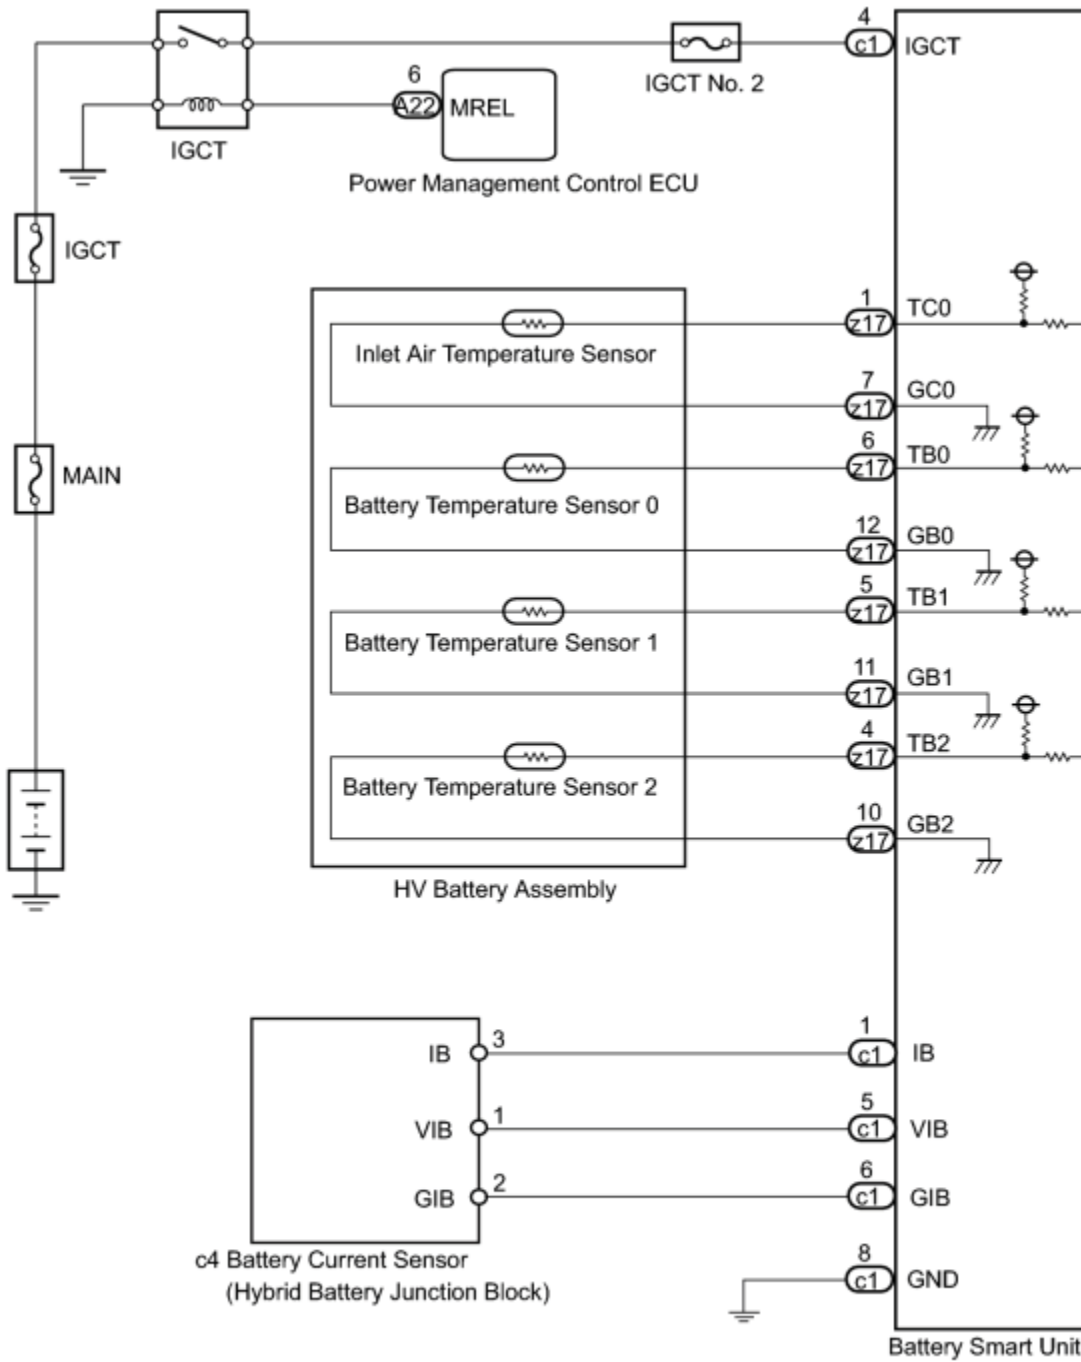 4
c1 IGCT
IGCT No. 2
6
A22 MREL
IGCT
Power Management Control ECU
IGCT
1
z17 TC0
Inlet Air Temperature Sensor
7
z17 GC0
6
z17 TB0
MAIN
Battery Temperature Sensor 0
12
z17 GB0
5
z17 TB1
Battery Temperature Sensor 1
11
z17 GB1
4
z17 TB2
Battery Temperature Sensor 2
10
z17 GB2
HV Battery Assembly
IB 3
1
c1 IB
VIB 1
5
c1 VIB
GIB 2
6
c1 GIB
c4 Battery Current Sensor
(Hybrid Battery Junction Block)
8
c1 GND
Battery Smart Unit